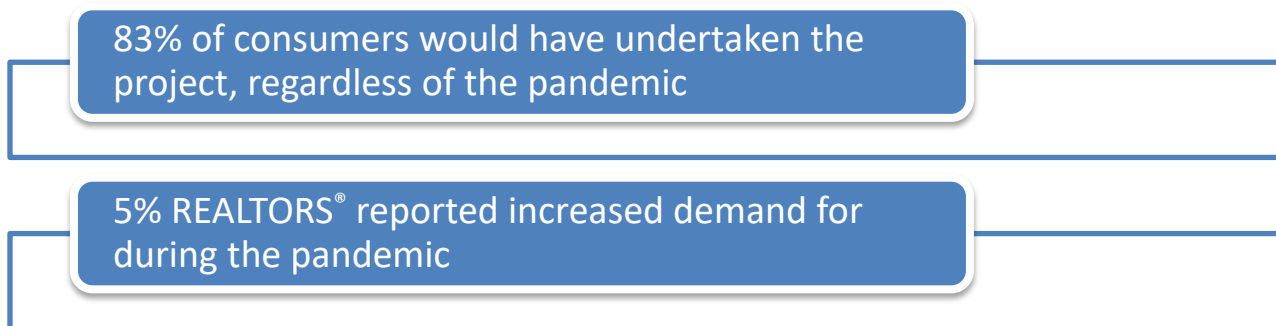 83% of consumers would have undertaken the
project, regardless of the pandemic
5% REALTORS® reported increased demand for
during the pandemic